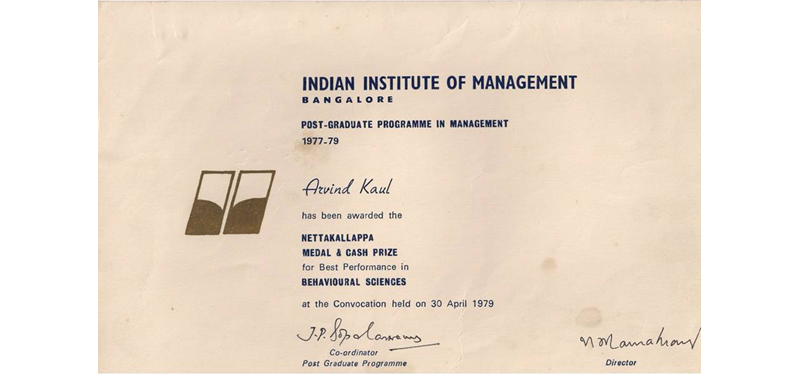 INDIAN INSTITUTE OF MANAGEMENT
BANGALORE
POST-GRADUATE PROGRAMME IN MANAGEMENT
1977-79
Arvind Kaul
has been awarded the
NETTAKALLAPPA
MEDAL & CASH PRIZE
for Best Performance in
BEHAVIOURAL SCIENCES
at the Convocation held on 30 April 1979
J.P.
Co-ordinator
Post Graduate Programme
Director